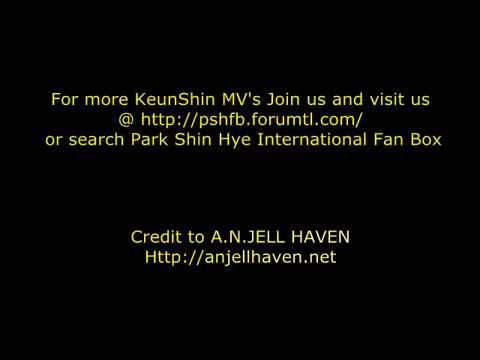 For more KeunShin MV's Join us and visit us
@ http://pshfb.forumtl.com/
or search Park Shin Hye International Fan Box
Credit to A.N.JELL HAVEN
Http://anjellhaven.net